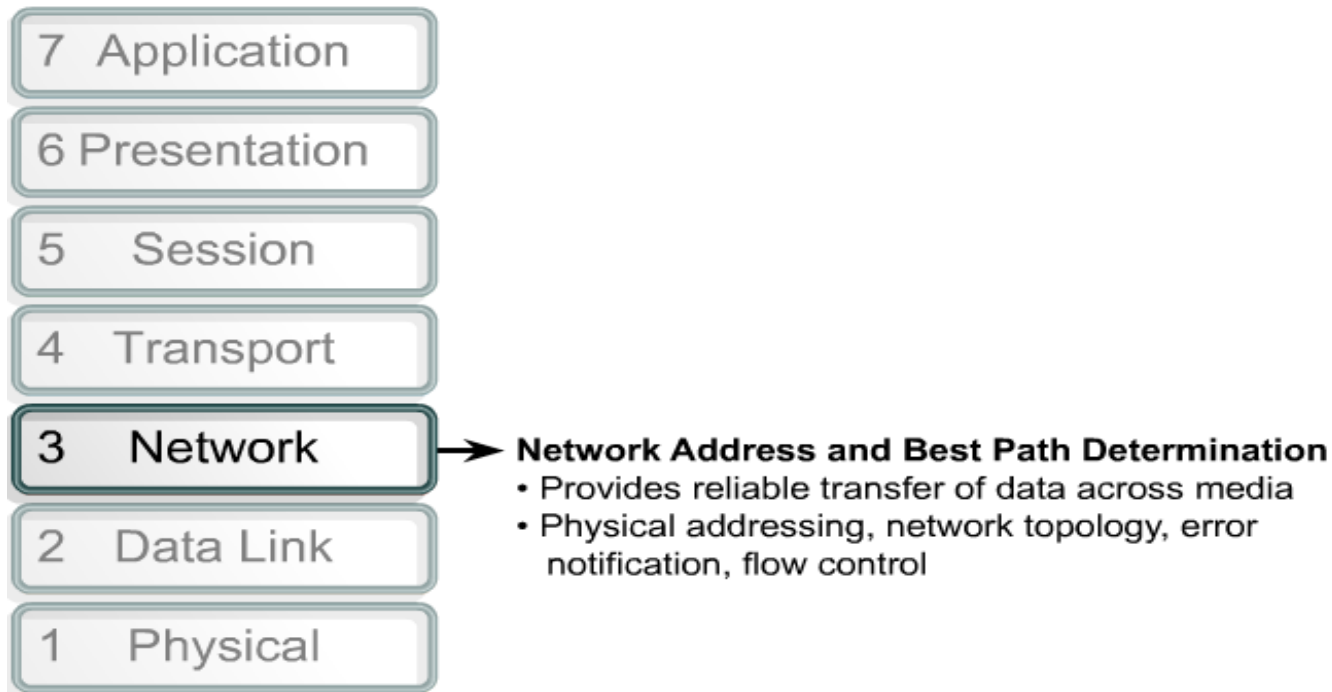 7 Application
6 Presentation
5 Session
4 Transport
3 Network
Network Address and Best Path Determination
• Provides reliable transfer of data across media
• Physical addressing, network topology, error
notification, flow control
2 Data Link
1 Physical